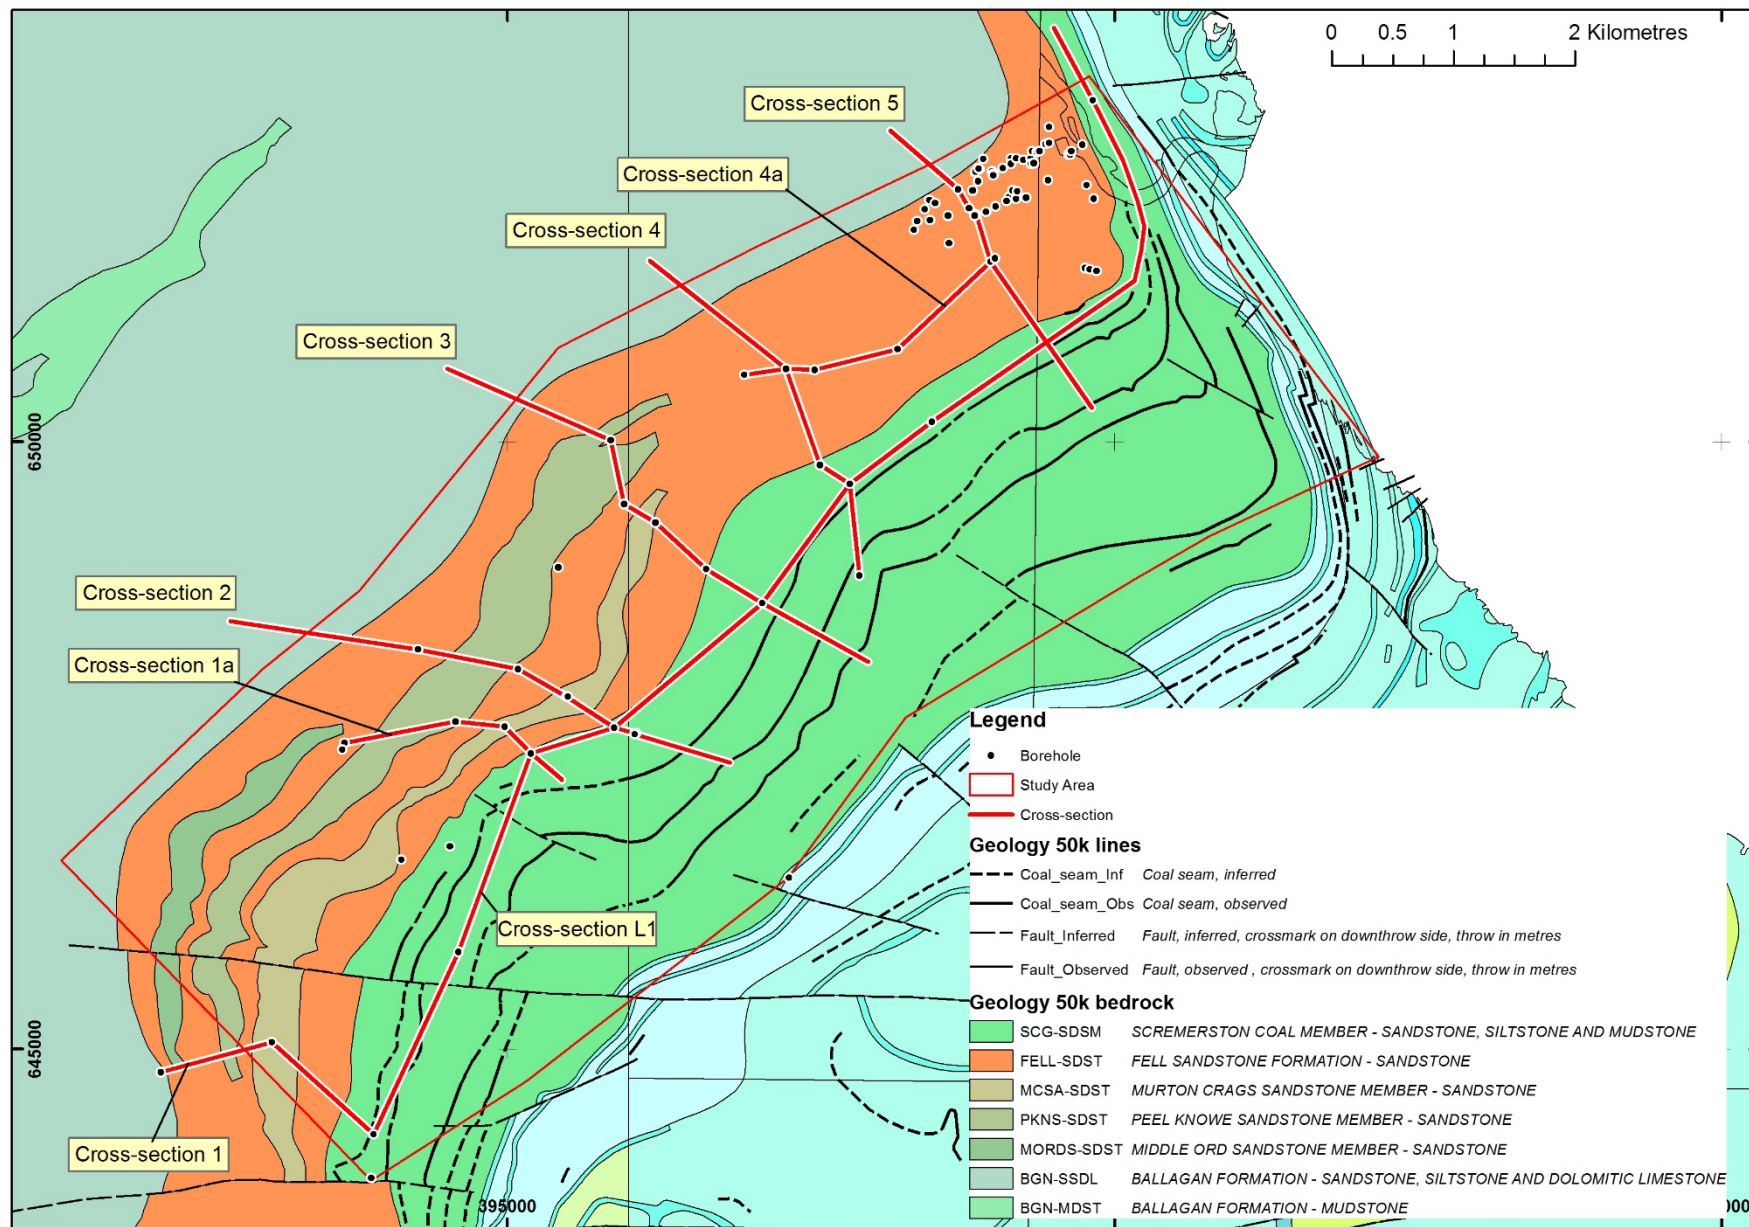 0 0.5 1 2 Kilometres
Cross-section 5
Cross-section 4a
Cross-section 4
Cross-section 3
650000
Cross-section 2
Cross-section 1a
Cross-section L1
645000
Cross-section 1
395000
Legend
Borehole
Study Area
Cross-section
Geology 50k lines
Coal_seam_Inf Coal seam, inferred
Coal_seam_Obs Coal seam, observed
Fault_Inferred Fault, inferred, crossmark on downthrow side, throw in metres
Fault_Observed Fault, observed , crossmark on downthrow side, throw in metres
Geology 50k bedrock
SCG-SDSM SCREMERSTON COAL MEMBER - SANDSTONE, SILTSTONE AND MUDSTONE
FELL-SDST FELL SANDSTONE FORMATION - SANDSTONE
MCSA-SDST MURTON CRAGS SANDSTONE MEMBER - SANDSTONE
PKNS-SDST PEEL KNOWE SANDSTONE MEMBER - SANDSTONE
MORDS-SDST MIDDLE ORD SANDSTONE MEMBER - SANDSTONE
BGN-SSDL BALLAGAN FORMATION - SANDSTONE, SILTSTONE AND DOLOMITIC LIMESTONE
BGN-MDST BALLAGAN FORMATION - MUDSTONE